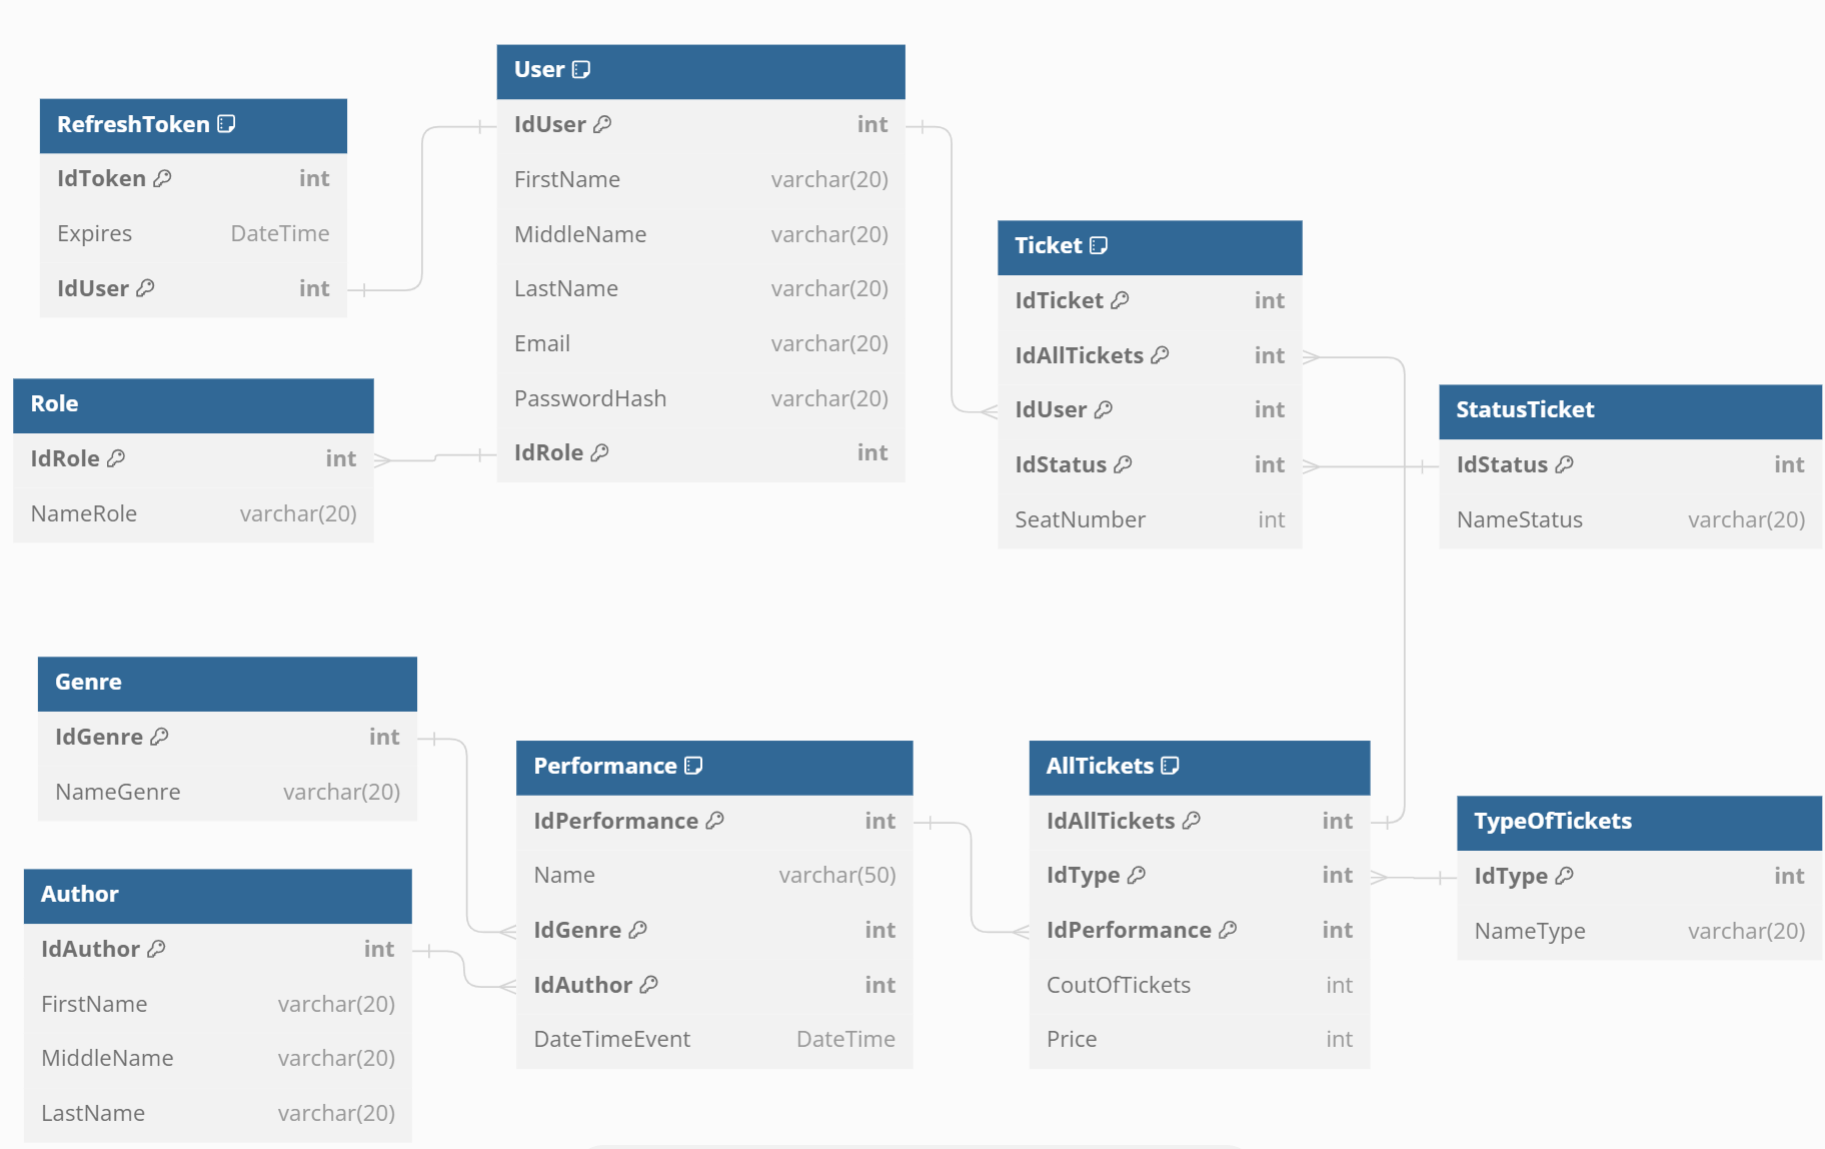 User
IdUser int
FirstName varchar(20)
MiddleName varchar(20)
LastName varchar(20)
Email varchar(20)
PasswordHash varchar(20)
IdRole int
RefreshToken
IdToken int
Expires DateTime
IdUser int
Role
IdRole int
NameRole varchar(20)
Ticket
IdTicket int
IdAllTickets int
IdUser int
IdStatus int
SeatNumber int
StatusTicket
IdStatus int
NameStatus varchar(20)
Genre
IdGenre int
NameGenre varchar(20)
Author
IdAuthor int
FirstName varchar(20)
MiddleName varchar(20)
LastName varchar(20)
Performance
IdPerformance int
Name varchar(50)
IdGenre int
IdAuthor int
DateTimeEvent DateTime
AllTickets
IdAllTickets int
IdType int
IdPerformance int
CoutOfTickets int
Price int
TypeOfTickets
IdType int
NameType varchar(20)